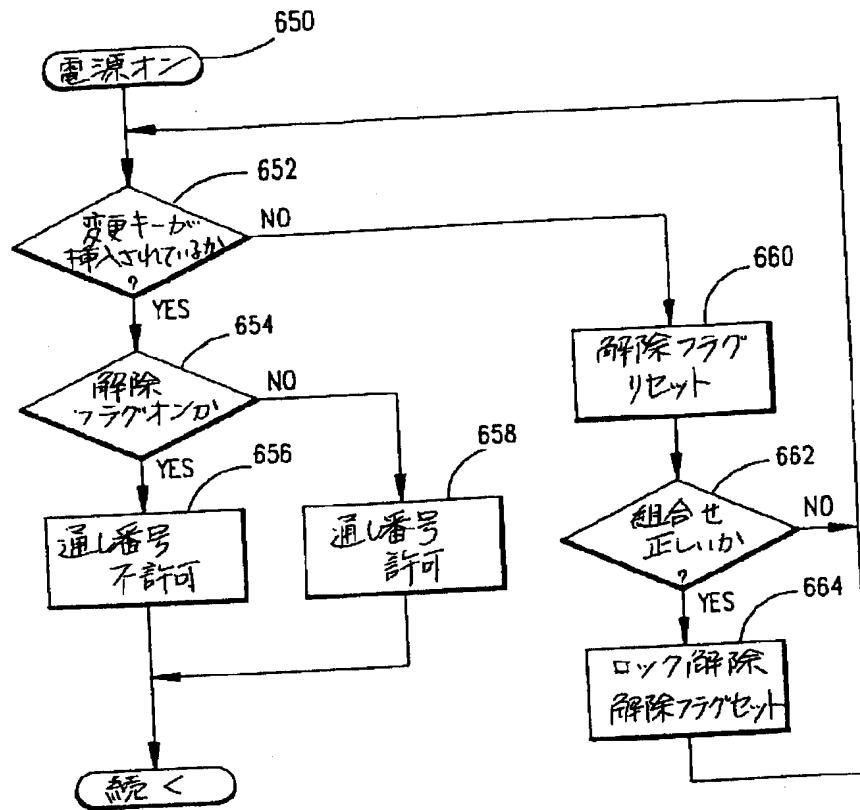 650
電源オン
652
変更キーが
挿入されているか
?
NO
YES
654
解除
フラグオンか
NO
YES
656
通し番号
不許可
658
通し番号
許可
続く
660
解除フラグ
リセット
662
組合せ
正しいか
?
NO
YES
664
ロック解除
解除フラグセット